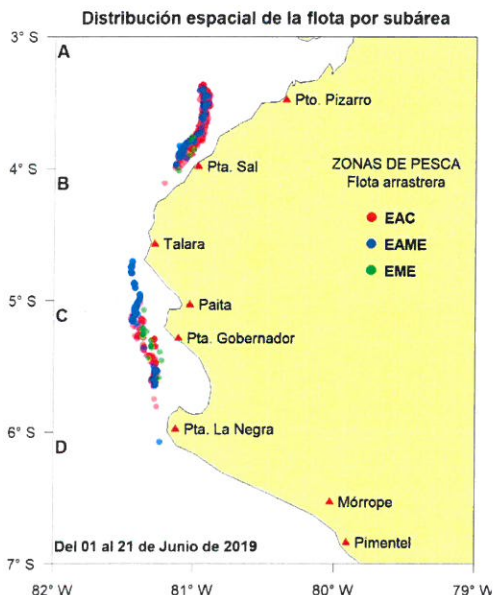 Distribución espacial de la flota por subárea
3° S
A
Pto. Pizarro
4° S
Pta. Sal
B
ZONAS DE PESCA
Flota arrastrera
EAC
EAME
EME
Talara
5° S
Paita
C
Pta. Gobernador
6° S
Pta. La Negra
D
Mórrope
Pimentel
Del 01 al 21 de Junio de 2019
7° S
82° W
81° W
80° W
79° W